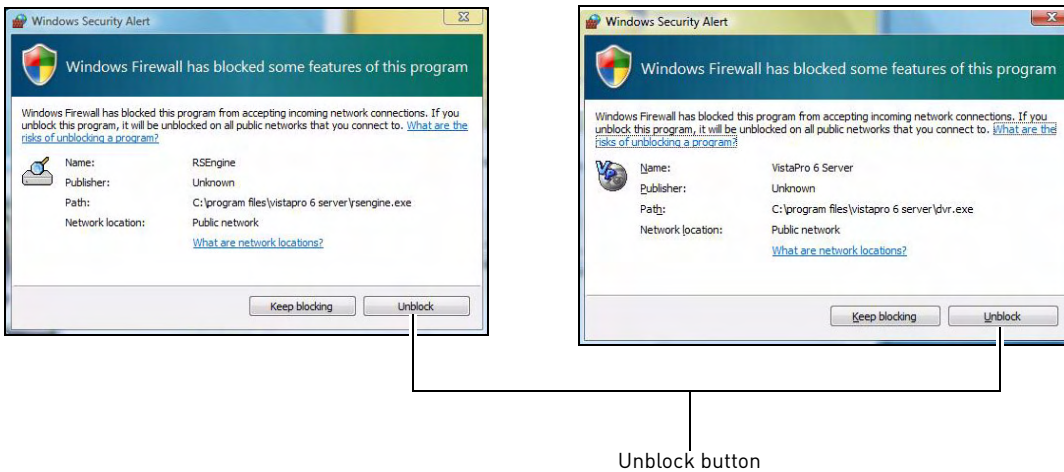 Windows Security Alert
Windows Firewall has blocked some features of this program
Windows Firewall has blocked this program from accepting incoming network connections. If you
unblock this program, it will be unblocked on all public networks that you connect to. What are the
risks of unblocking a program?
Name: RSEngine
Publisher: Unknown
Path: C:\program files\vistapro 6 server\rsengine.exe
Network location: Public network
What are network locations?
Keep blocking Unblock
Windows Security Alert
Windows Firewall has blocked some features of this program
Windows Firewall has blocked this program from accepting incoming network connections. If you
unblock this program, it will be unblocked on all public networks that you connect to. What are the
risks of unblocking a program?
Name: VistaPro 6 Server
Publisher: Unknown
Path: C:\program files\vistapro 6 server\dvr.exe
Network location: Public network
What are network locations?
Keep blocking Unblock
Unblock button